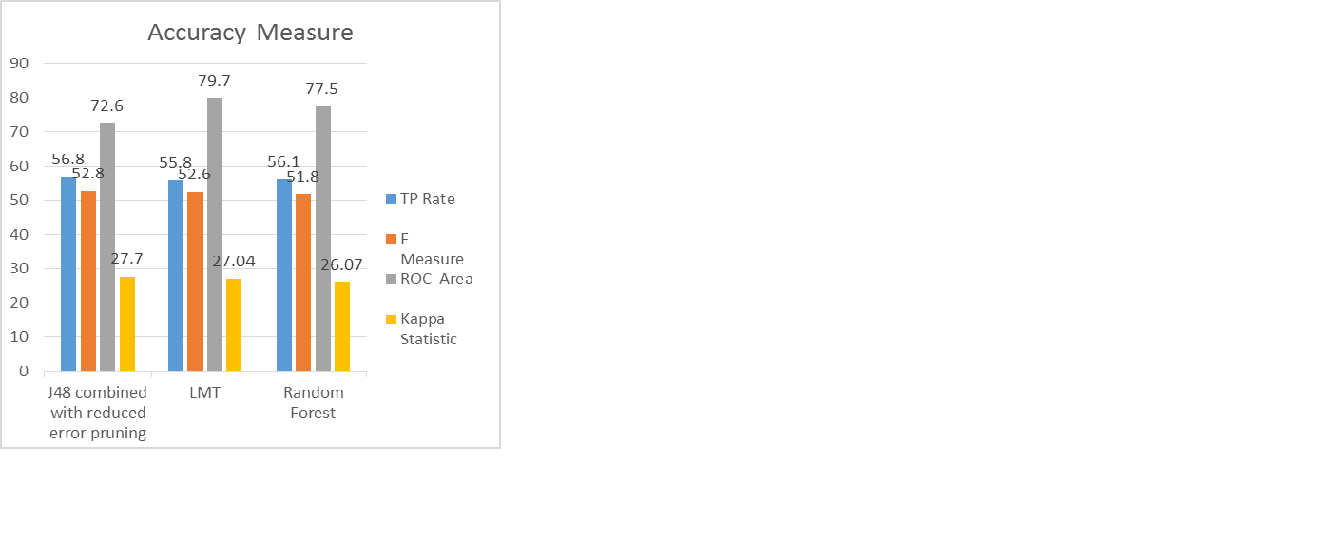 Accuracy Measure
90
80
70
60
50
40
30
20
10
0
56.8
52.8
72.6
27.7
55.8
52.6
79.7
27.04
56.1
51.8
77.5
26.07
J48 combined
with reduced
error pruning
LMT
Random
Forest
TP Rate
F
Measure
ROC Area
Kappa
Statistic